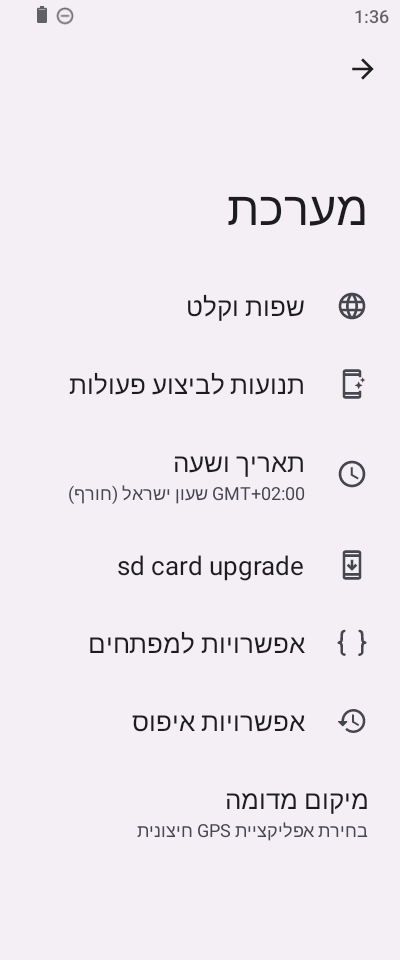 1:36
מערכת
שפות וקלט
תנועות לביצוע פעולות
תאריך ושעה
GMT+02:00 שעון ישראל (חורף)
sd card upgrade
אפשרויות למפתחים
אפשרויות איפוס
מיקום מדומה
בחירת אפליקציית GPS חיצונית